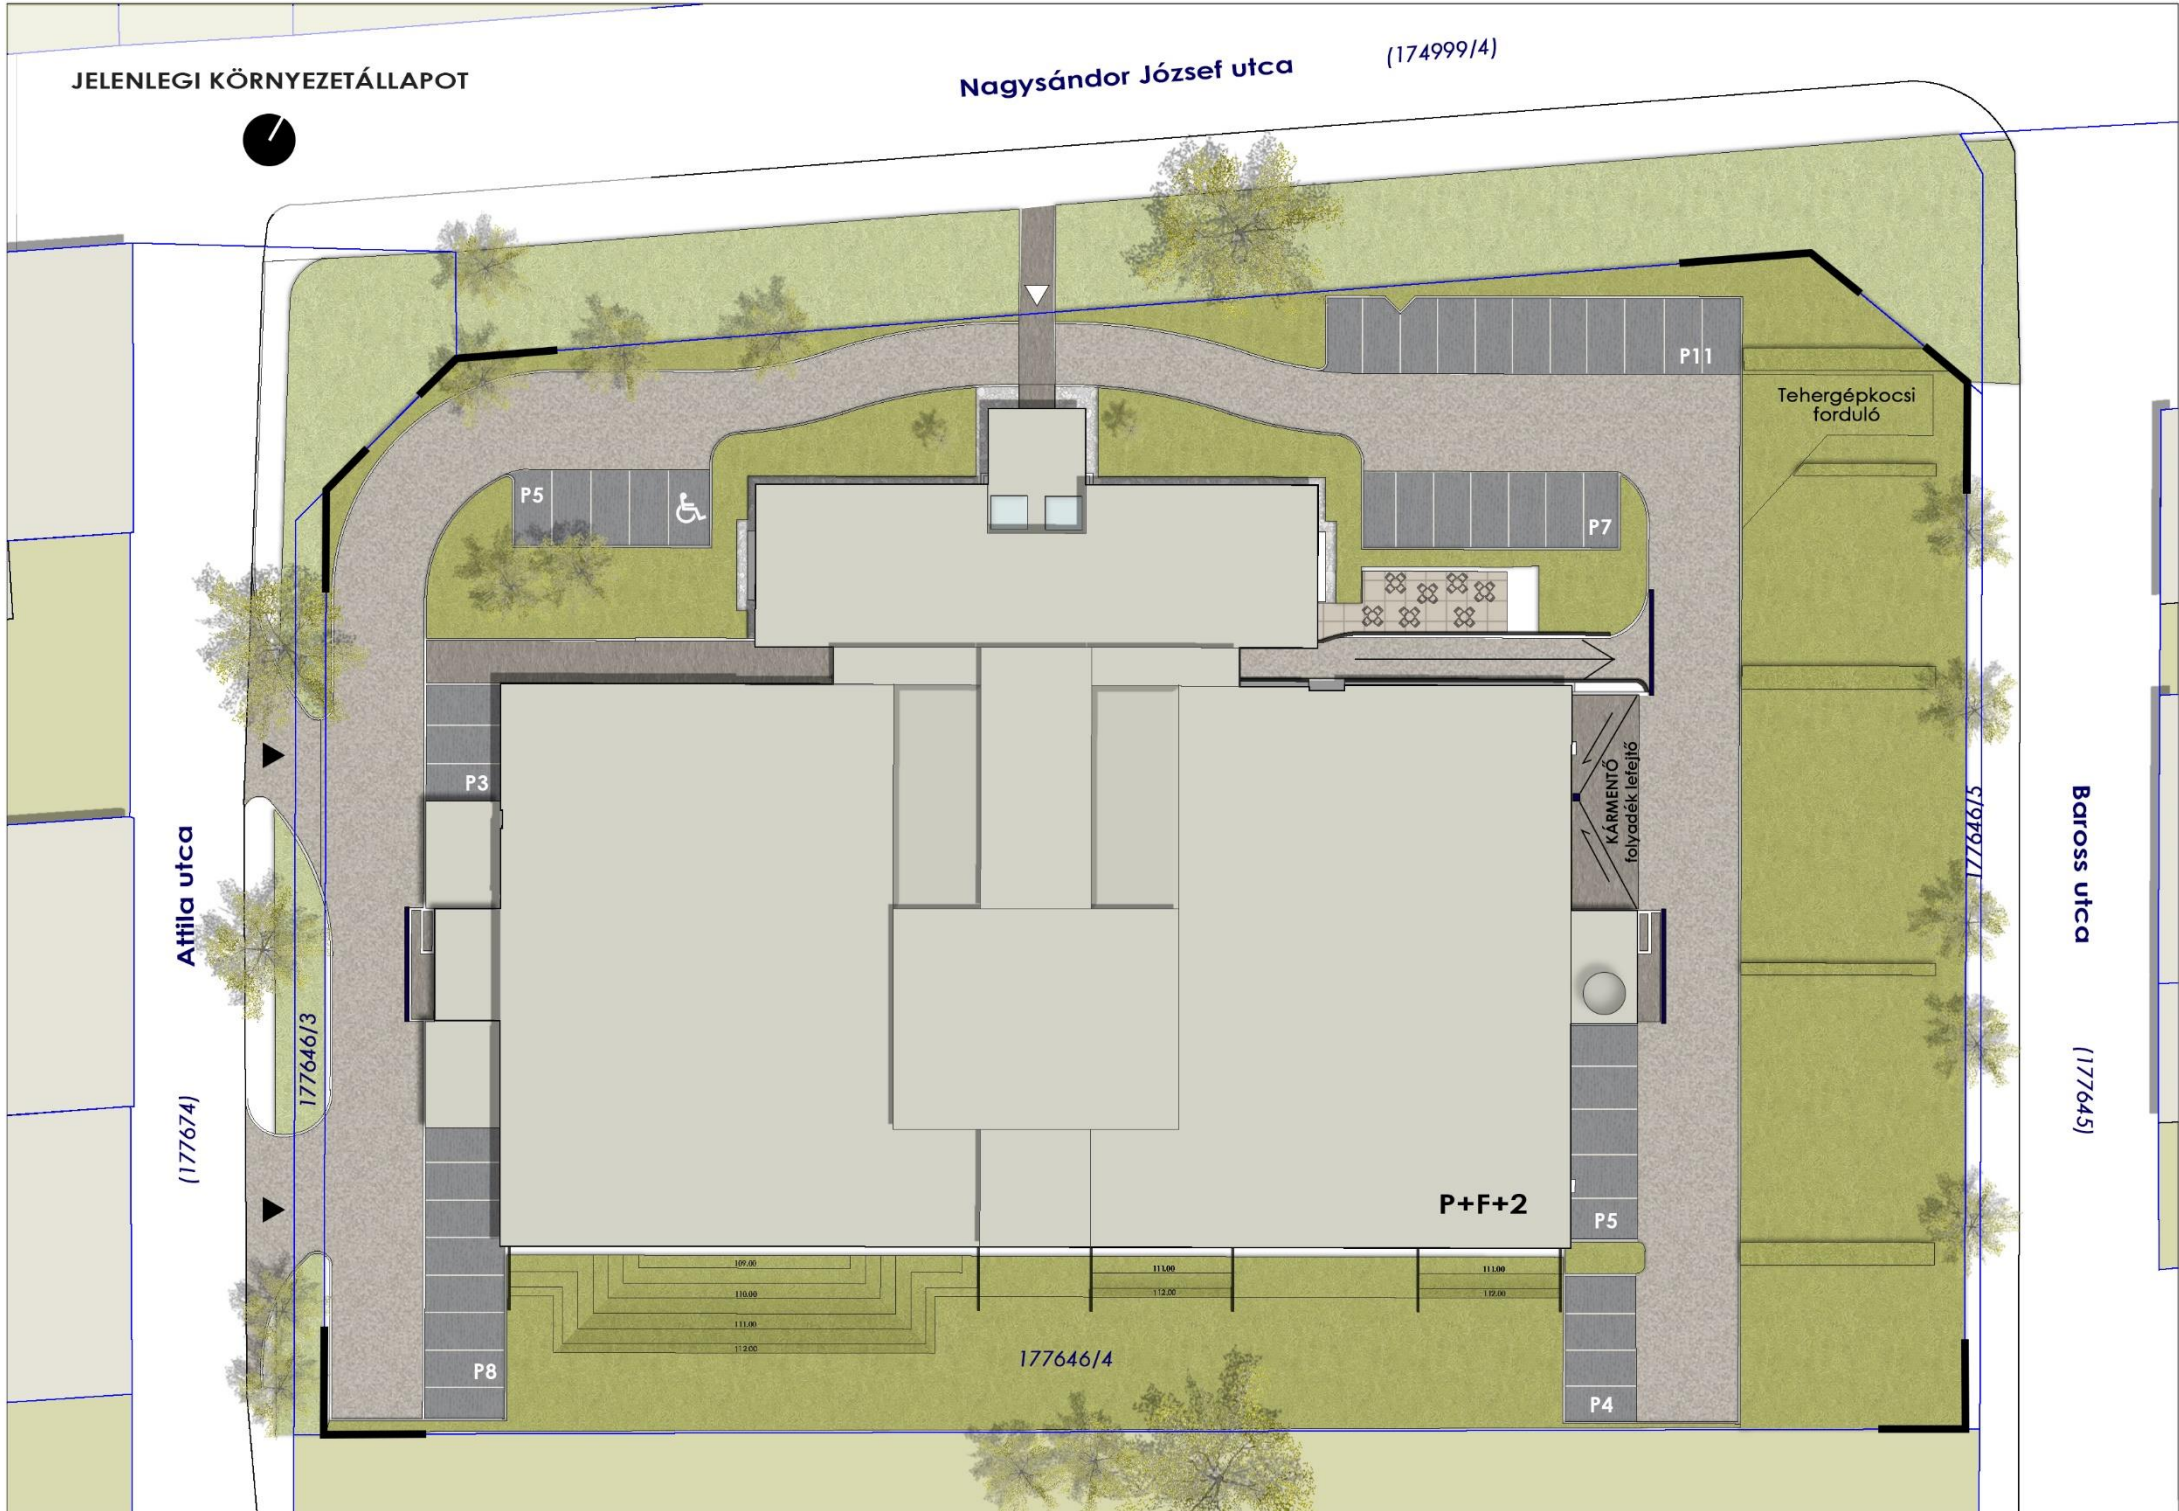 JELENLEGI KÖRNYEZETÁLLAPOT
Nagysándor József utca
(174999/4)
P11
Tehergépkocsi
forduló
P5
P7
P3
KÁRMENTŐ
folyadék lefejtő
Attila utca
(177674)
177646/3
177646/5
Baross utca
(177645)
P+F+2
P5
109.00
110.00
111.00
112.00
111.00
112.00
111.00
112.00
177646/4
P8
P4